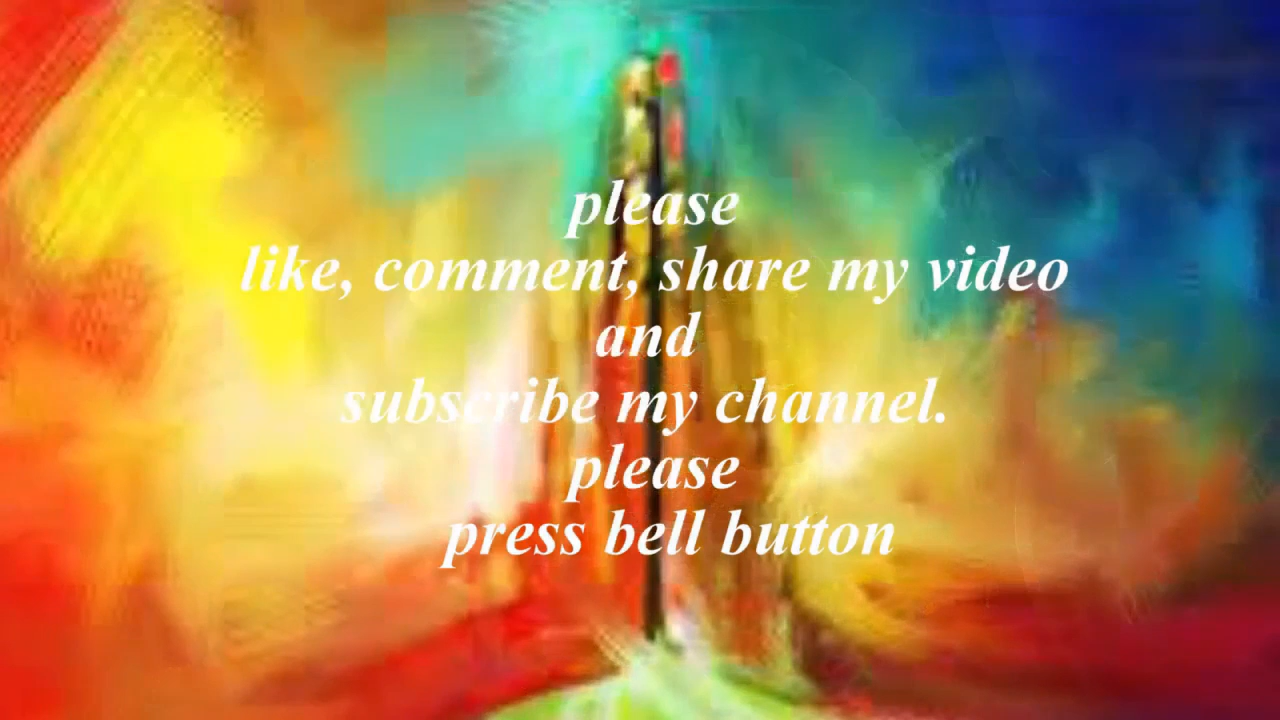 please
like, comment, share my video
and
subscribe my channel.
please
press bell button